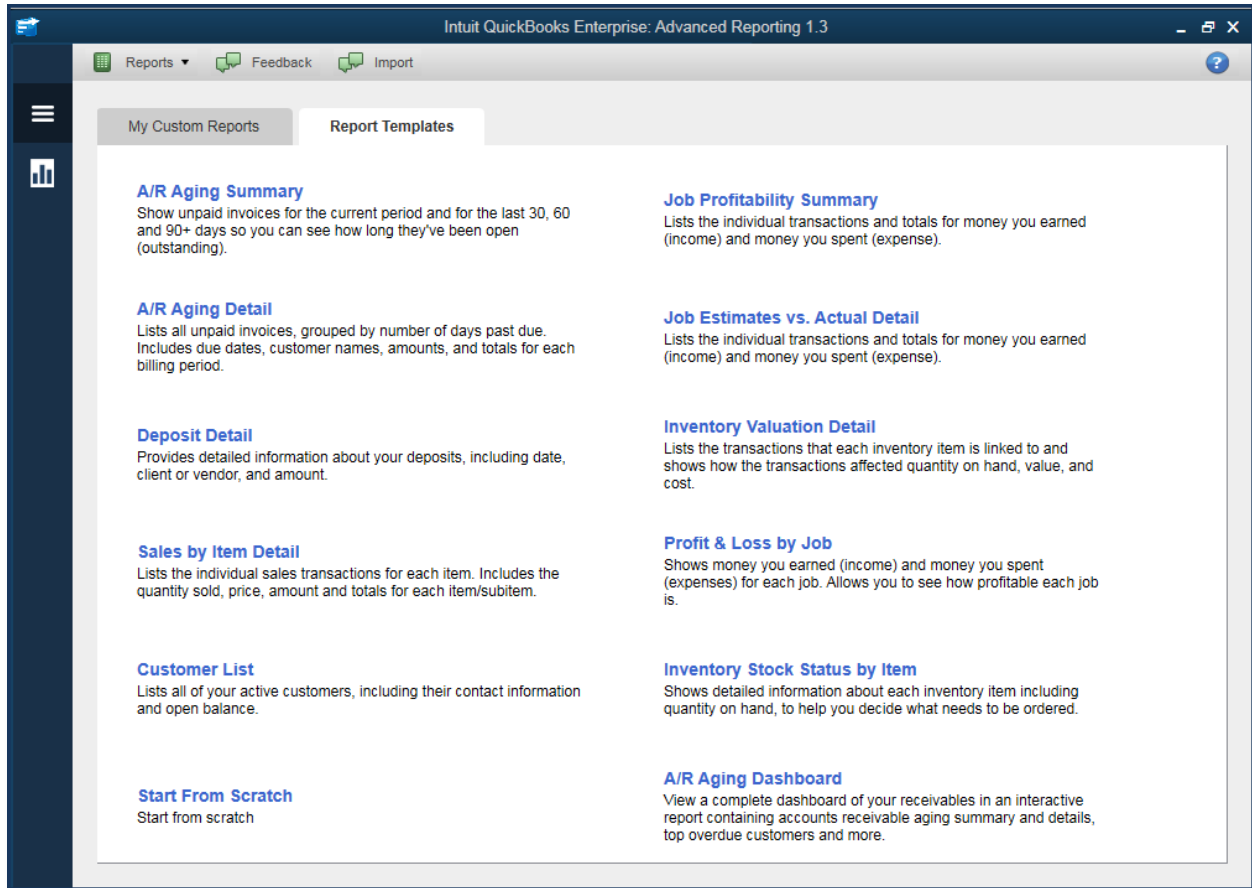 Intuit QuickBooks Enterprise: Advanced Reporting 1.3
Reports Feedback Import
My Custom Reports Report Templates
A/R Aging Summary
Show unpaid invoices for the current period and for the last 30, 60
and 90+ days so you can see how long they've been open
(outstanding).
A/R Aging Detail
Lists all unpaid invoices, grouped by number of days past due.
Includes due dates, customer names, amounts, and totals for each
billing period.
Deposit Detail
Provides detailed information about your deposits, including date,
client or vendor, and amount.
Sales by Item Detail
Lists the individual sales transactions for each item. Includes the
quantity sold, price, amount and totals for each item/subitem.
Customer List
Lists all of your active customers, including their contact information
and open balance.
Start From Scratch
Start from scratch
Job Profitability Summary
Lists the individual transactions and totals for money you earned
(income) and money you spent (expense).
Job Estimates vs. Actual Detail
Lists the individual transactions and totals for money you earned
(income) and money you spent (expense).
Inventory Valuation Detail
Lists the transactions that each inventory item is linked to and
shows how the transactions affected quantity on hand, value, and
cost.
Profit & Loss by Job
Shows money you earned (income) and money you spent
(expenses) for each job. Allows you to see how profitable each job
is.
Inventory Stock Status by Item
Shows detailed information about each inventory item including
quantity on hand, to help you decide what needs to be ordered.
A/R Aging Dashboard
View a complete dashboard of your receivables in an interactive
report containing accounts receivable aging summary and details,
top overdue customers and more.